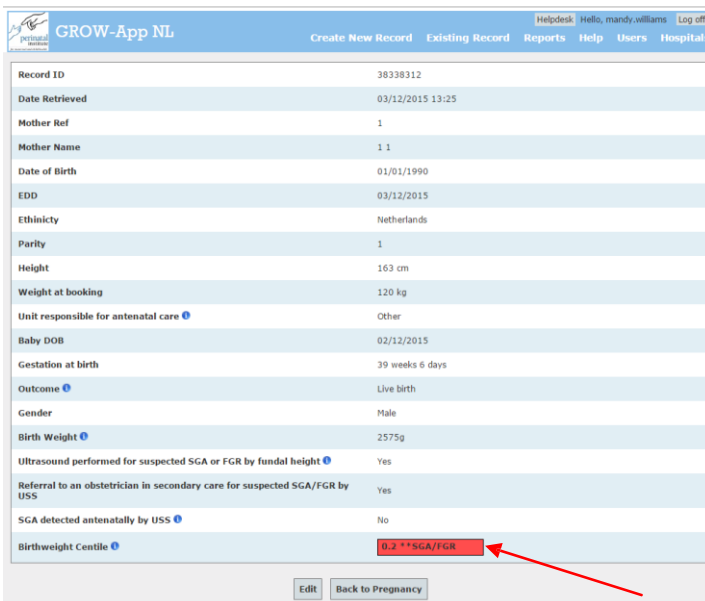 Helpdesk Hello, mandy.williams Log off
perinatal institute GROW-App NL
Create New Record Existing Record Reports Help Users Hospitals
Record ID 38338312
Date Retrieved 03/12/2015 13:25
Mother Ref 1
Mother Name 1 1
Date of Birth 01/01/1990
EDD 03/12/2015
Ethinicty Netherlands
Parity 1
Height 163 cm
Weight at booking 120 kg
Unit responsible for antenatal care Other
Baby DOB 02/12/2015
Gestation at birth 39 weeks 6 days
Outcome Live birth
Gender Male
Birth Weight 2575g
Ultrasound performed for suspected SGA or FGR by fundal height Yes
Referral to an obstetrician in secondary care for suspected SGA/FGR by
USS Yes
SGA detected antenatally by USS No
Birthweight Centile 0.2 **SGA/FGR
Edit Back to Pregnancy